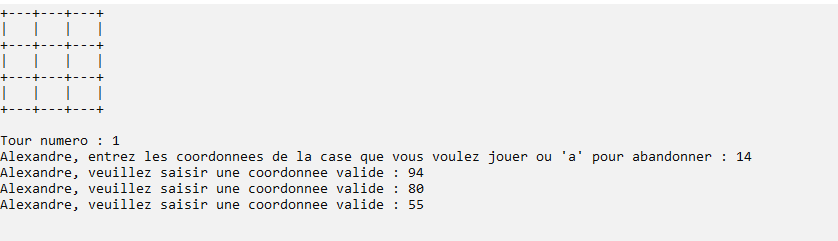 +---+---+---+
|   |   |   |
+---+---+---+
|   |   |   |
+---+---+---+
|   |   |   |
+---+---+---+
Tour numero : 1
Alexandre, entrez les coordonnees de la case que vous voulez jouer ou 'a' pour abandonner : 14
Alexandre, veuillez saisir une coordonnee valide : 94
Alexandre, veuillez saisir une coordonnee valide : 80
Alexandre, veuillez saisir une coordonnee valide : 55